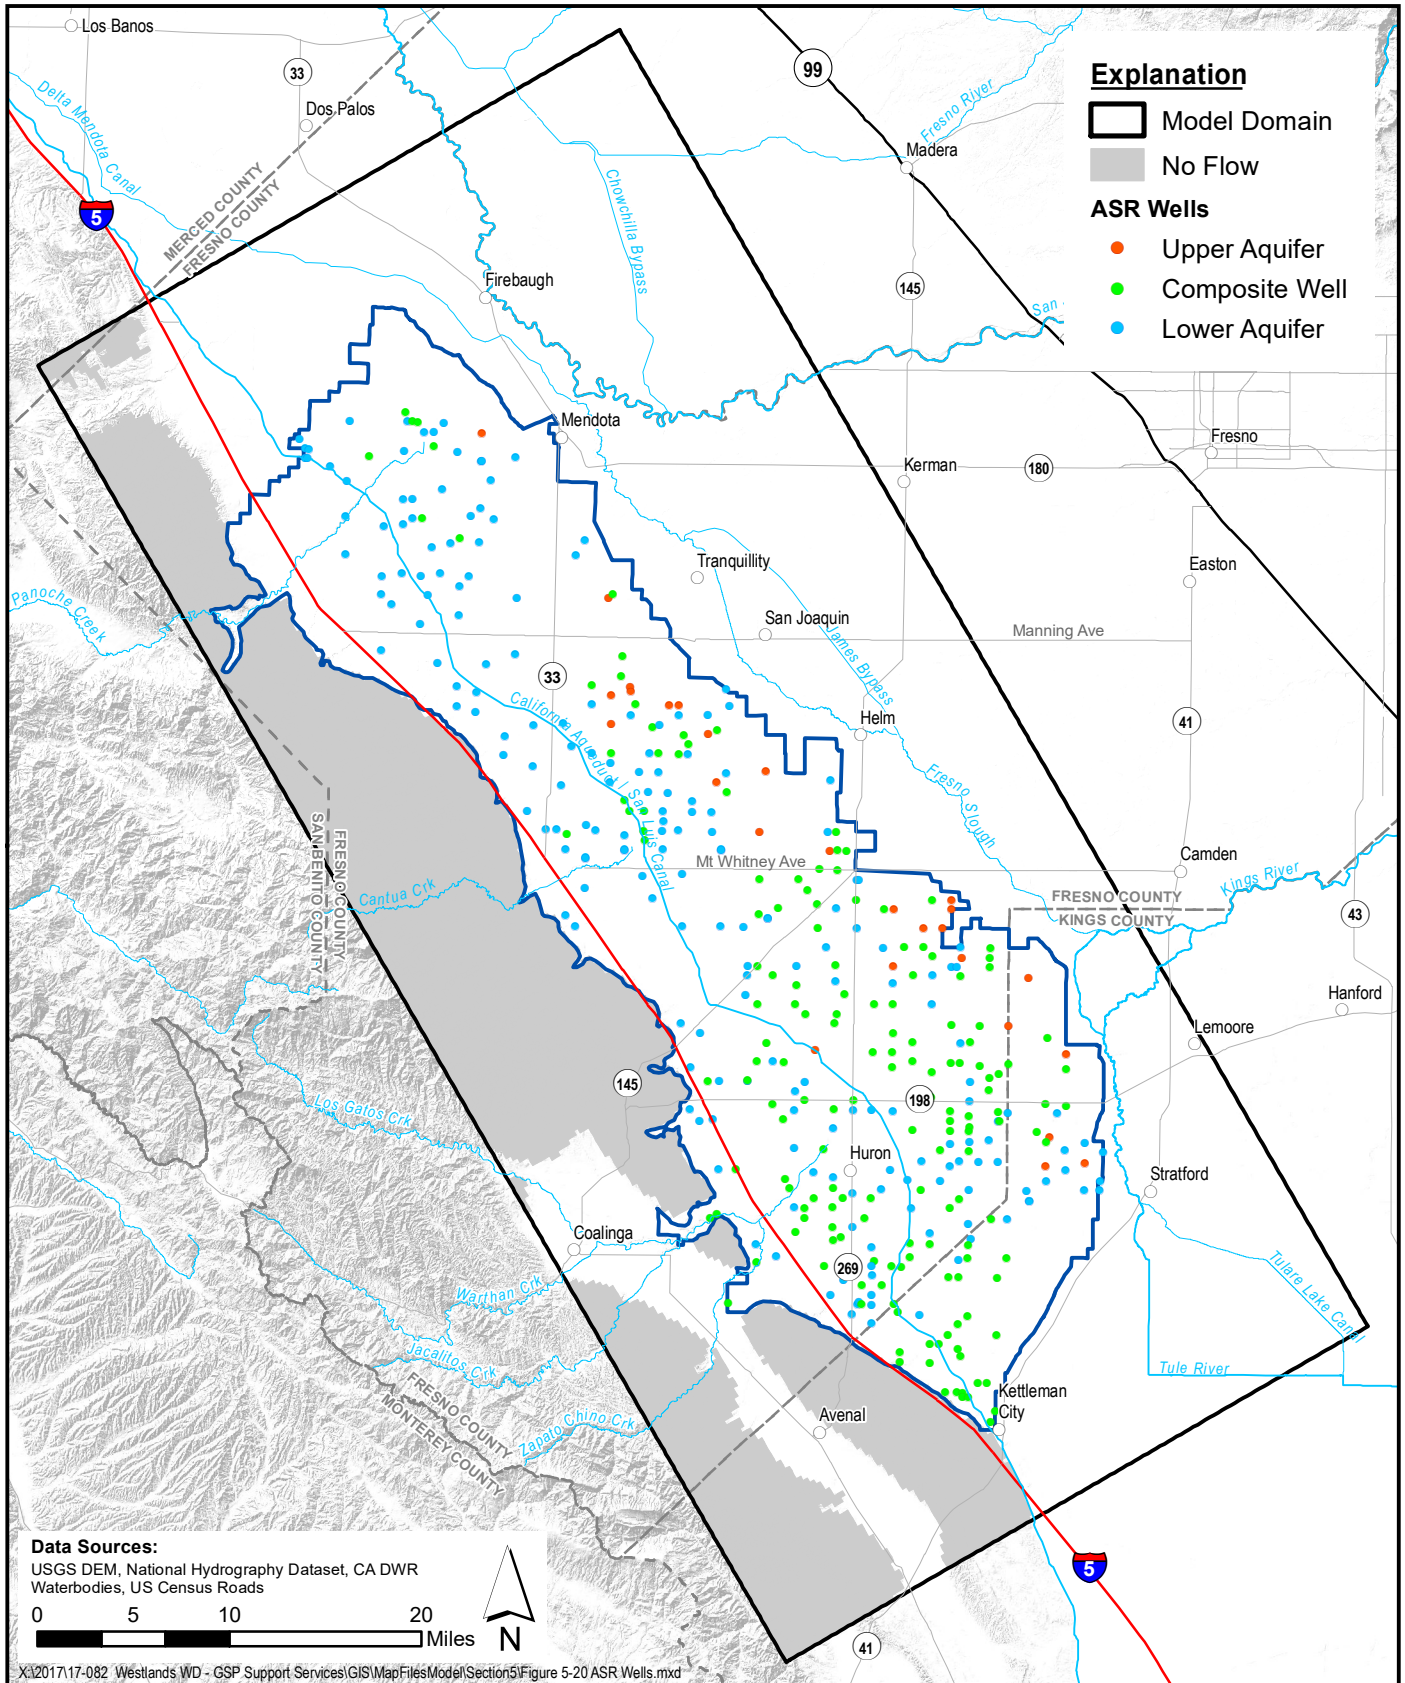 Los Banos
33
Dos Palos
99
Fresno River
Madera
Delta Mendota Canal
5
MERCED COUNTY
FRESNO COUNTY
Chowchilla Bypass
Firebaugh
145
San
Explanation
Model Domain
No Flow
ASR Wells
Upper Aquifer
Composite Well
Lower Aquifer
Mendota
Fresno
Kerman
180
Tranquillity
Easton
Panoche Creek
San Joaquin
Manning Ave
James Bypass
33
California Aqueduct | San Luis Canal
Helm
41
Fresno Slough
SAN BENITO COUNTY
FRESNO COUNTY
Mt Whitney Ave
Camden
Cantua Crk
Kings River
FRESNO COUNTY
KINGS COUNTY
43
Hanford
Lemoore
145
198
Los Gatos Crk
Huron
Stratford
Coalinga
269
Warthan Crk
Tulare Lake Canal
Jacalitos Crk
Tule River
FRESNO COUNTY
MONTEREY COUNTY
Kettleman
City
Avenal
Zapato Chino Crk
5
41
Data Sources:
USGS DEM, National Hydrography Dataset, CA DWR
Waterbodies, US Census Roads
0 5 10 20
Miles
N
X:\2017\17-082 Westlands WD - GSP Support Services\GIS\MapFilesModel\Section5\Figure 5-20 ASR Wells.mxd